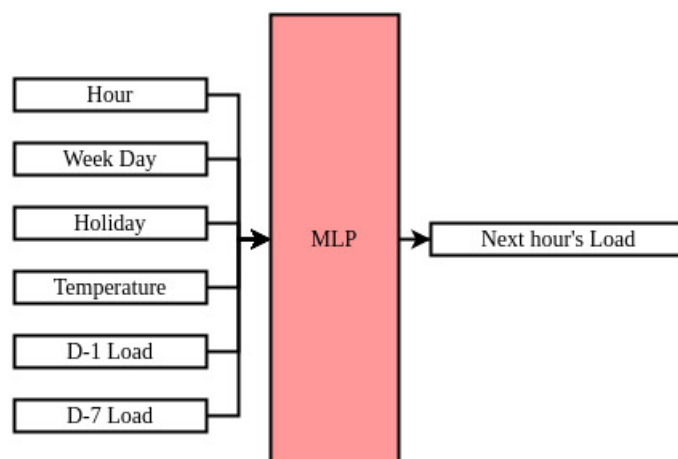 Hour
Week Day
Holiday
Temperature
D-1 Load
D-7 Load
MLP
Next hour's Load